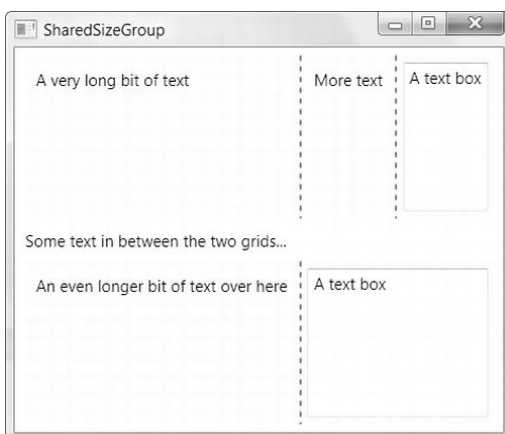 SharedSizeGroup
A very long bit of text
More text
A text box
Some text in between the two grids...
An even longer bit of text over here
A text box